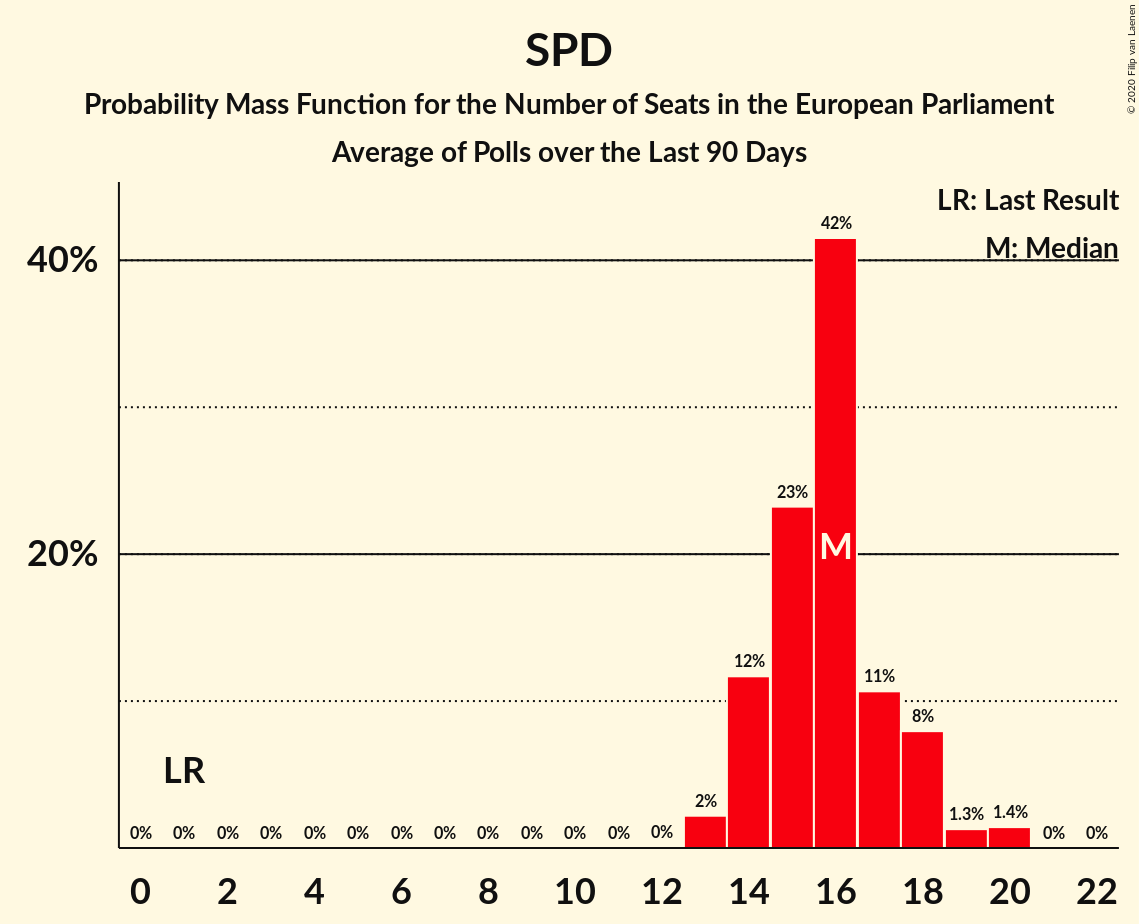 SPD
Probability Mass Function for the Number of Seats in the European Parliament
Average of Polls over the Last 90 Days
© 2020 Filip van Laenen
LR: Last Result
M: Median
40%
20%
42%
23%
M
12%
11%
8%
LR
2%
1.3%
1.4%
0% 0% 0% 0% 0% 0% 0% 0% 0% 0% 0% 0% 0% 0% 0%
0 2 4 6 8 10 12 14 16 18 20 22